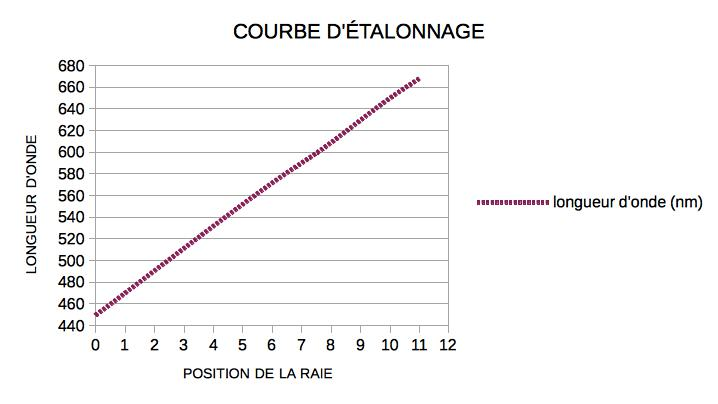 COURBE D'ÉTALONNAGE
680
660
640
620
600
580
560
540
520
500
480
460
440
LONGUEUR D'ONDE
0 1 2 3 4 5 6 7 8 9 10 11 12
POSITION DE LA RAIE
longueur d'onde (nm)